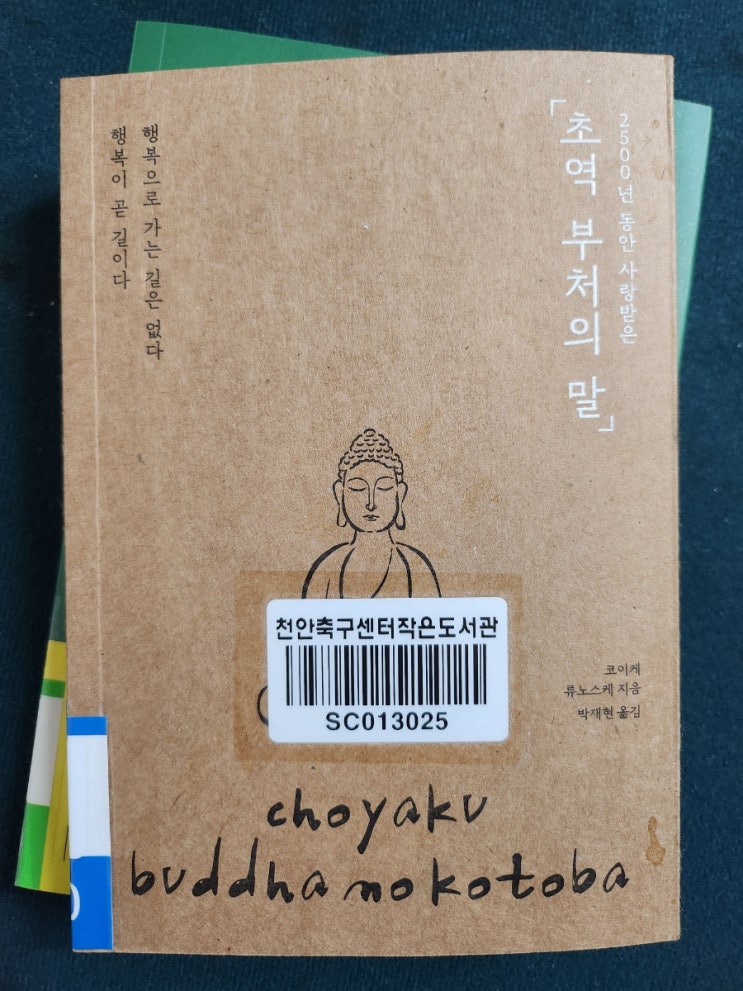 2500년 동안 사랑받은
「초역 부처의 말」
행복으로 가는 길은 없다
행복이 곧 길이다
천안축구센터작은도서관
SC013025
코이케
류노스케 지음
박재현 옮김
choyaku
buddha no kotoba